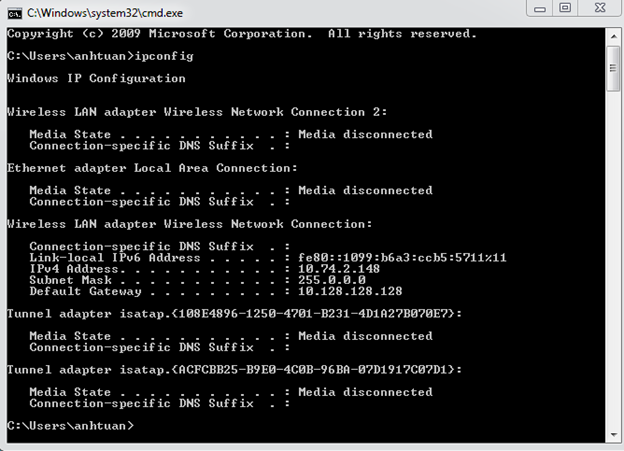 C:\Windows\system32\cmd.exe
Copyright (c) 2009 Microsoft Corporation.  All rights reserved.
C:\Users\anhtuan>ipconfig
Windows IP Configuration
Wireless LAN adapter Wireless Network Connection 2:
   Media State . . . . . . . . . . . : Media disconnected
   Connection-specific DNS Suffix  . :
Ethernet adapter Local Area Connection:
   Media State . . . . . . . . . . . : Media disconnected
   Connection-specific DNS Suffix  . :
Wireless LAN adapter Wireless Network Connection:
   Connection-specific DNS Suffix  . :
   Link-local IPv6 Address . . . . . : fe80::1099:b6a3:ccb5:5711%11
   IPv4 Address. . . . . . . . . . . : 10.74.2.148
   Subnet Mask . . . . . . . . . . . : 255.0.0.0
   Default Gateway . . . . . . . . . : 10.128.128.128
Tunnel adapter isatap.{108E4896-1250-4701-B231-4D1A27B070E7}:
   Media State . . . . . . . . . . . : Media disconnected
   Connection-specific DNS Suffix  . :
Tunnel adapter isatap.{ACFCBB25-B9E0-4C0B-96BA-07D1917C07D1}:
   Media State . . . . . . . . . . . : Media disconnected
   Connection-specific DNS Suffix  . :
C:\Users\anhtuan>